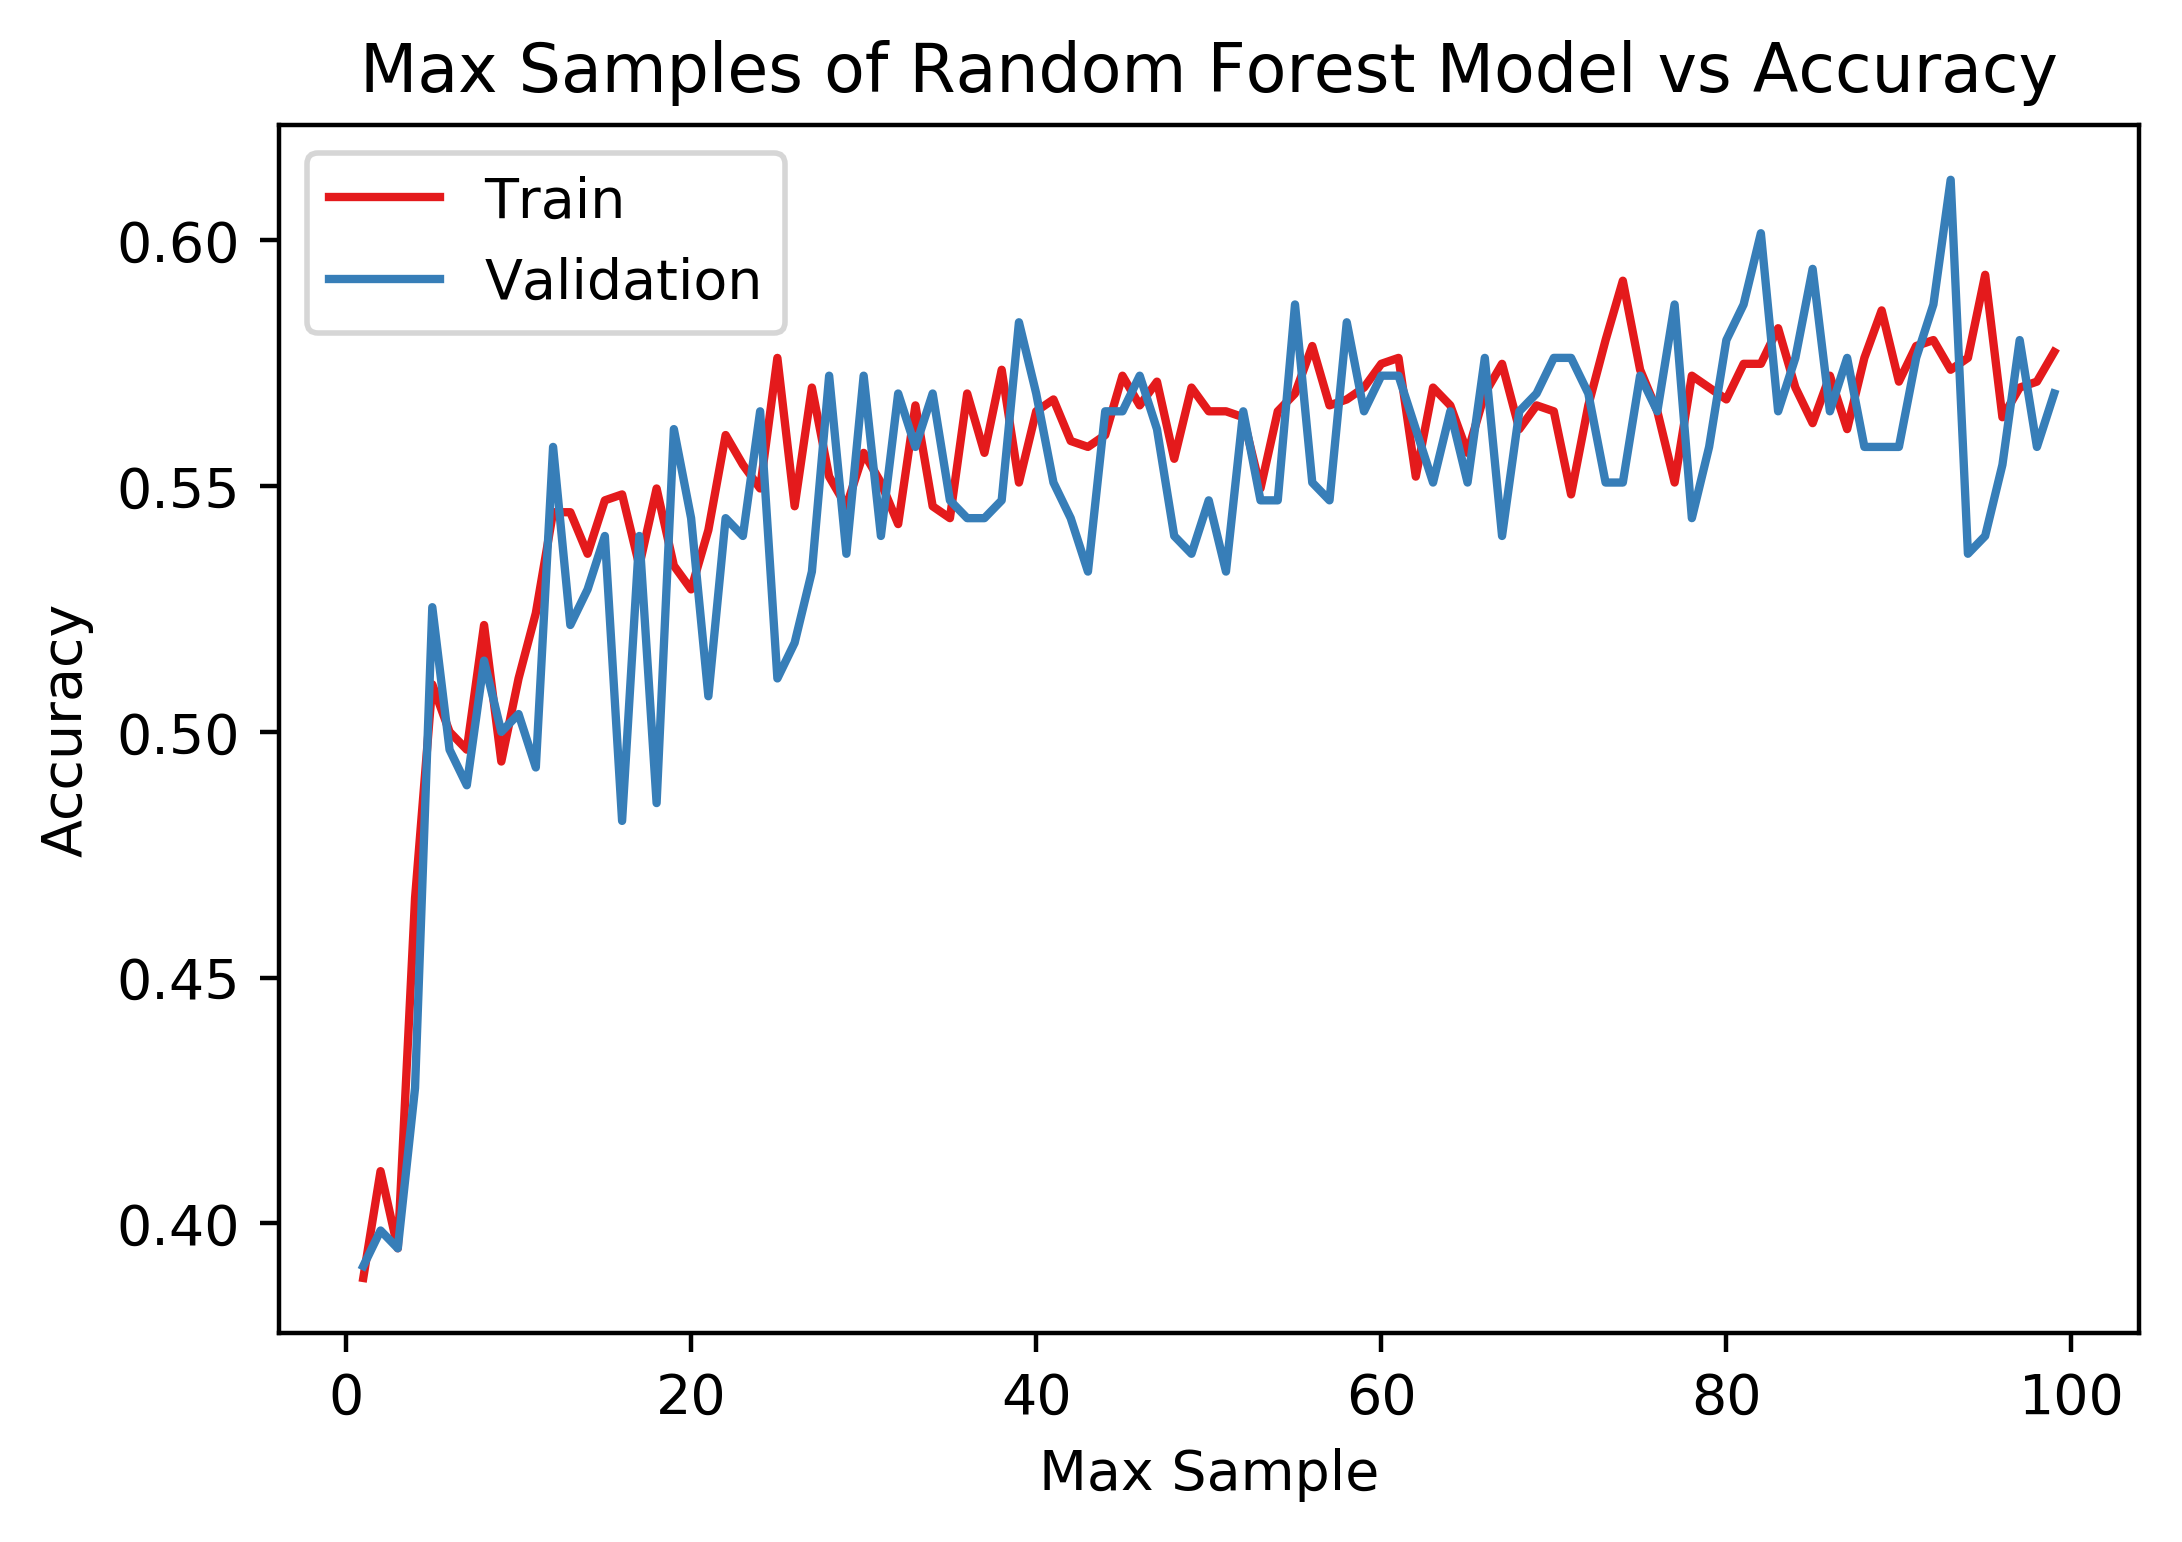 Max Samples of Random Forest Model vs Accuracy
Train
Validation
0.60
0.55
0.50
0.45
0.40
Accuracy
0 20 40 60 80 100
Max Sample